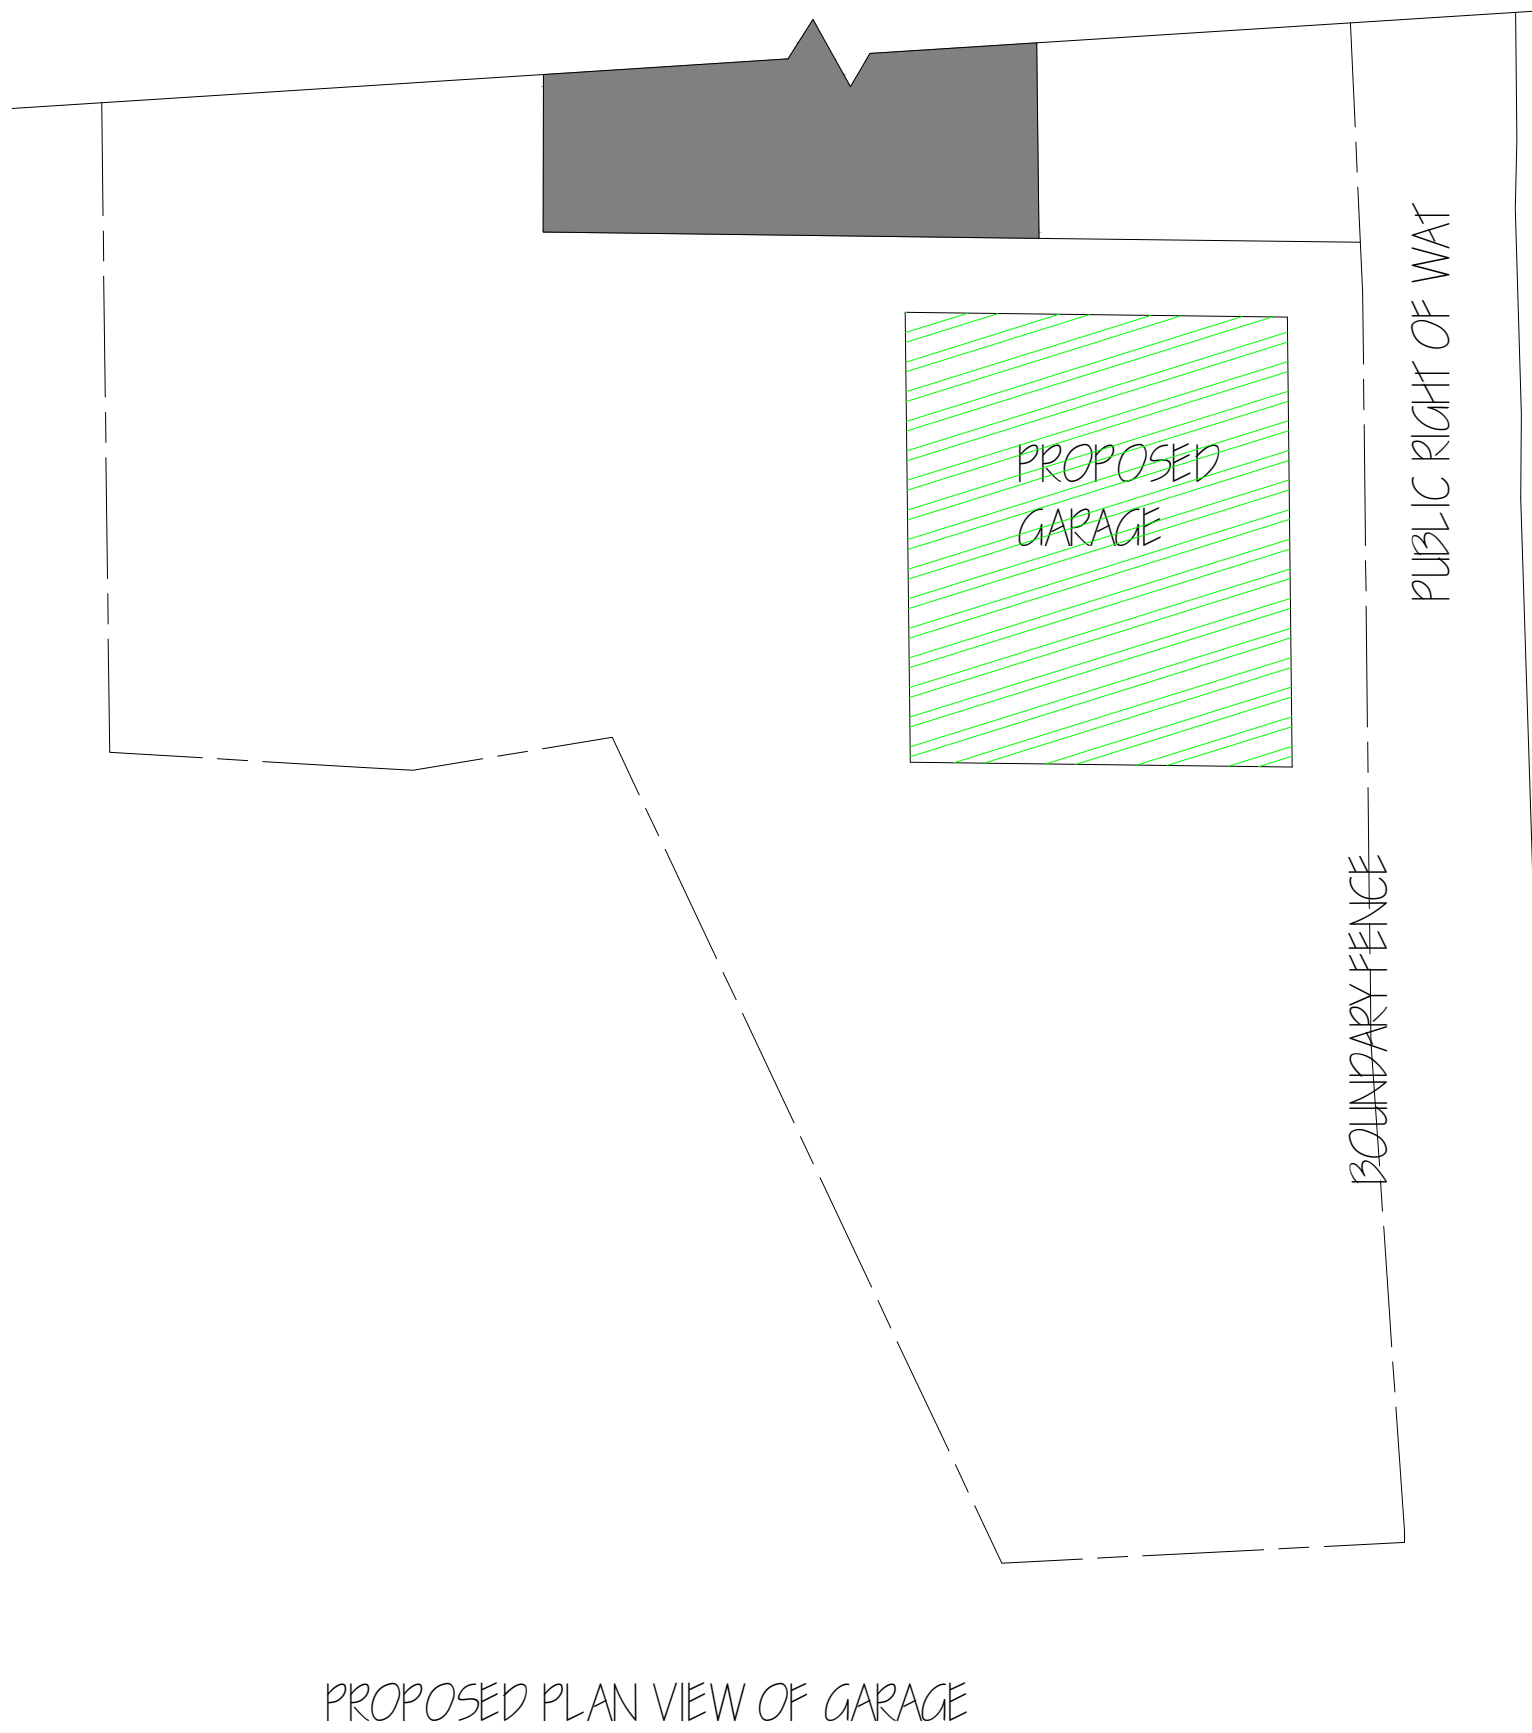 PUBLIC RIGHT OF WAT
PROPOSED
GARAGE
BOUNDARY FENCE
PROPOSED PLAN VIEW OF GARAGE